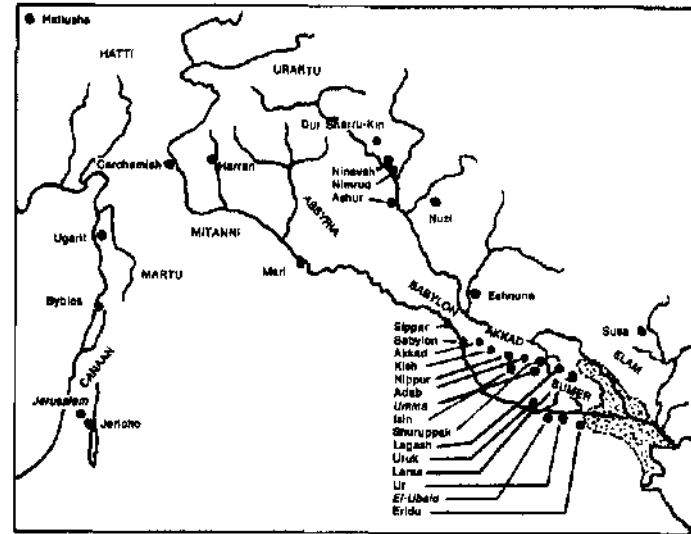 Hattusha
HATTI
URARTU
Dur Sharru-Kin
Carchemish
Harran
Ninevah
Nimrud
Ashur
Nuzi
ASSYRIA
Ugarit
MITANNI
MARTU
Mari
Byblos
BABYLON
Eshnuna
AKKAD
Susa
ELAM
Sippar
Babylon
Akkad
Kish
Nippur
Adab
Umma
Isin
Shuruppak
Lagash
Uruk
Larsa
Ur
El-Ubaid
Eridu
SUMER
CANAAN
Jerusalem
Jericho